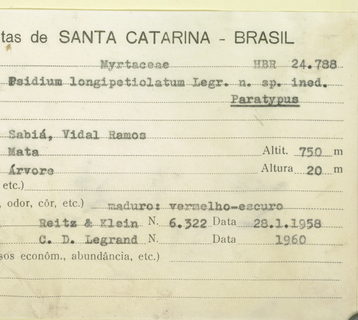 tas de SANTA CATARINA - BRASIL
Myrtaceae HBR 24.788
Psidium longipetiolatum Legr. n. sp. ined.
Paratypus
Sabiá, Vidal Ramos
Mata Altit. 750 m
Árvore Altura 20 m
etc.)
, odor, côr, etc.) maduro: vermelho-escuro
Reitz & Klein N. 6.322 Data 28.1.1958
C. D. Legrand N. Data 1960
sos econôm., abundância, etc.)